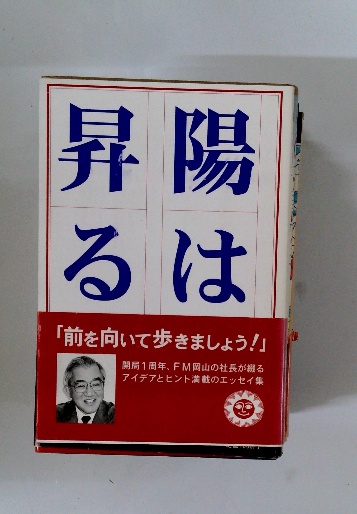 陽は
昇る
「前を向いて歩きましょう!」
開局1周年、FM岡山の社長が綴る
アイデアとヒント満載のエッセイ集